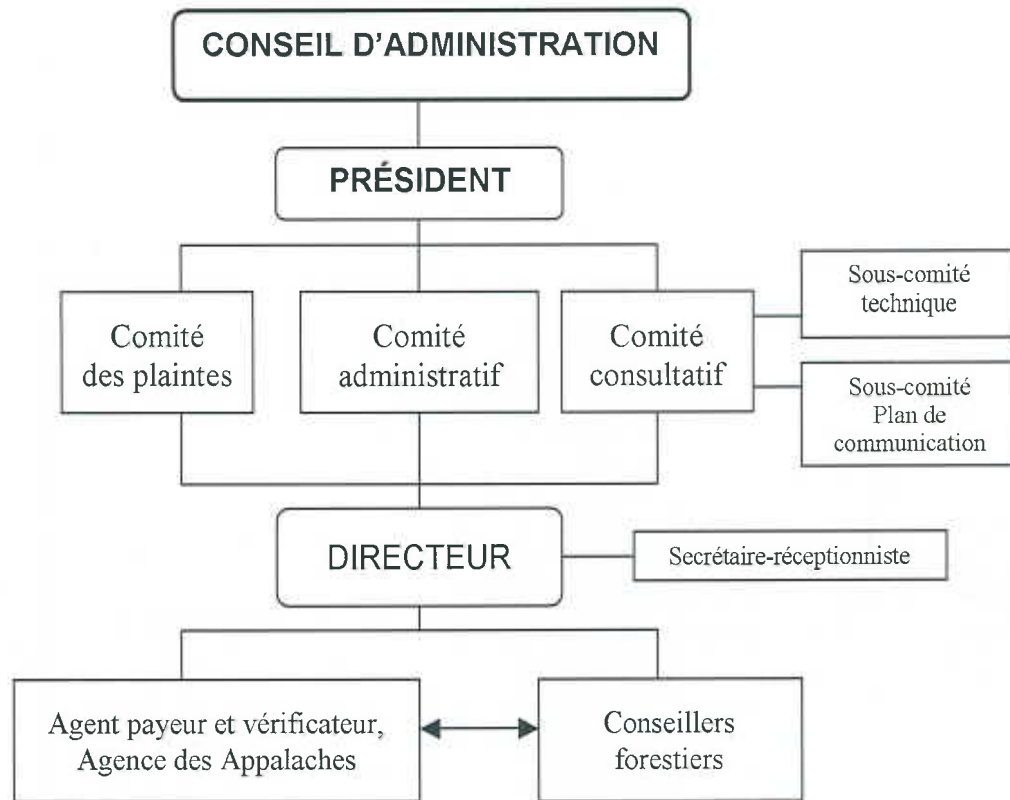 CONSEIL D'ADMINISTRATION
PRÉSIDENT
Comité
des plaintes
Comité
administratif
Comité
consultatif
Sous-comité
technique
Sous-comité
Plan de
communication
DIRECTEUR
Secrétaire-réceptionniste
Agent payeur et vérificateur,
Agence des Appalaches
Conseillers
forestiers